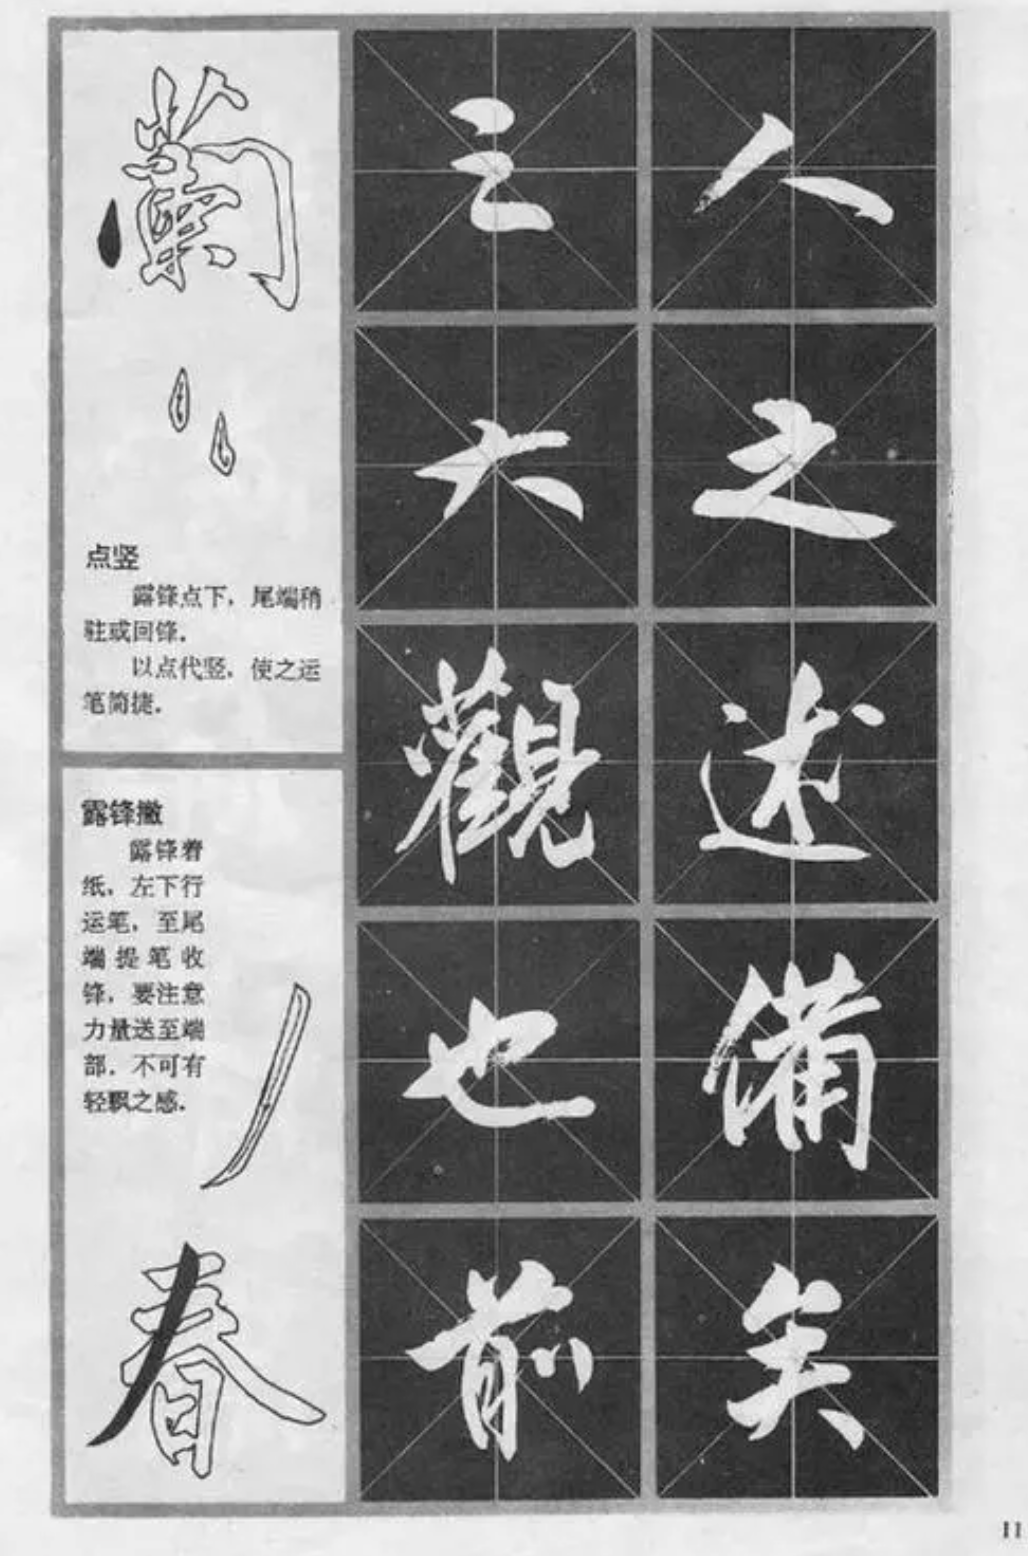 蘭
点竖
露锋点下，尾端稍
驻或回锋．
以点代竖，使之运
笔简捷．
露锋撇
露锋着
纸，左下行
运笔，至尾
端提笔收
锋，要注意
力量送至端
部，不可有
轻飘之感．
春
之
大
觀
也
前
人
之
述
備
矣
11